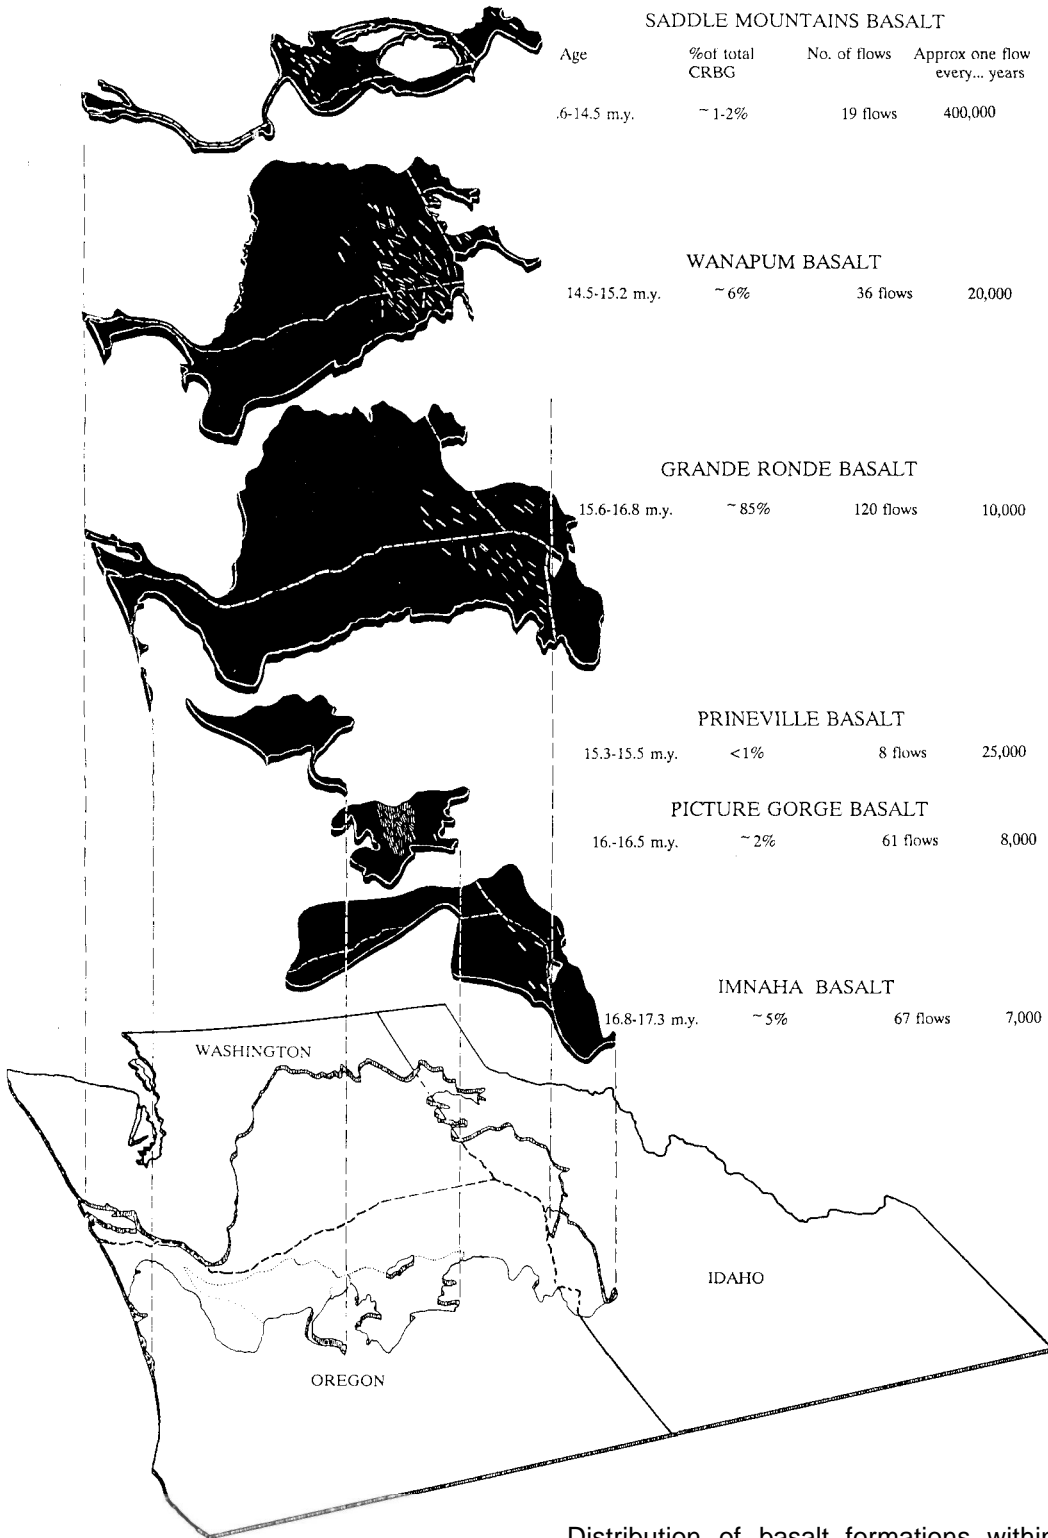 SADDLE MOUNTAINS BASALT
Age %of total CRBG No. of flows Approx one flow every... years
.6-14.5 m.y. ~1-2% 19 flows 400,000
WANAPUM BASALT
14.5-15.2 m.y. ~6% 36 flows 20,000
GRANDE RONDE BASALT
15.6-16.8 m.y. ~85% 120 flows 10,000
PRINEVILLE BASALT
15.3-15.5 m.y. <1% 8 flows 25,000
PICTURE GORGE BASALT
16.-16.5 m.y. ~2% 61 flows 8,000
IMNAHA BASALT
16.8-17.3 m.y. ~5% 67 flows 7,000
WASHINGTON
IDAHO
OREGON
Distribution of basalt formations within